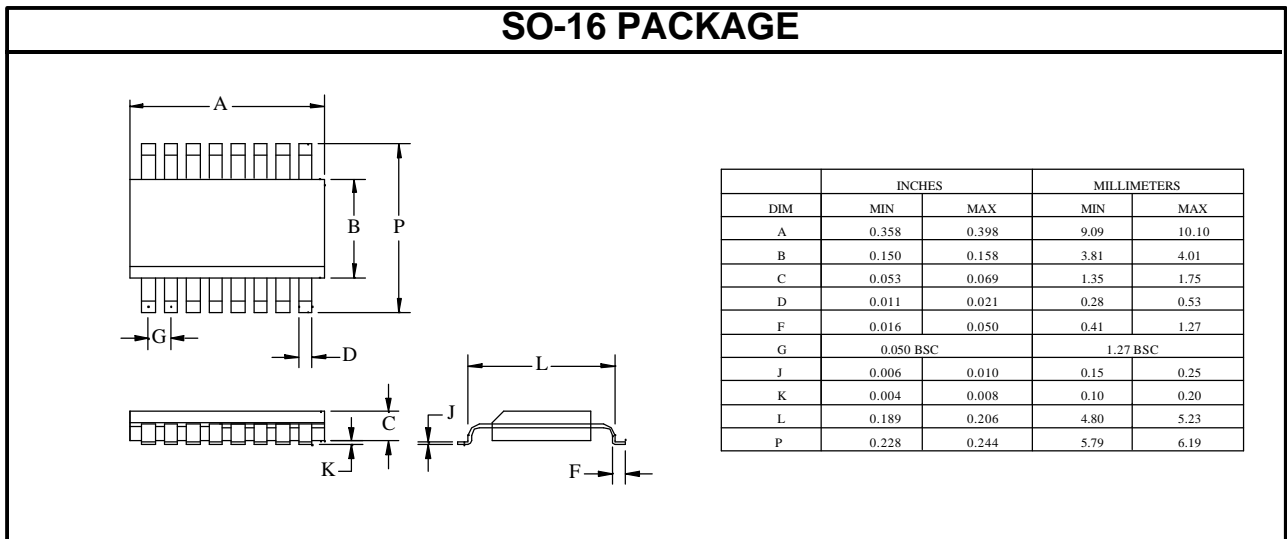 SO-16 PACKAGE
A
B
P
G
D
L
J
C
K
F
INCHES MILLIMETERS
DIM MIN MAX MIN MAX
A 0.358 0.398 9.09 10.10
B 0.150 0.158 3.81 4.01
C 0.053 0.069 1.35 1.75
D 0.011 0.021 0.28 0.53
F 0.016 0.050 0.41 1.27
G 0.050 BSC 1.27 BSC
J 0.006 0.010 0.15 0.25
K 0.004 0.008 0.10 0.20
L 0.189 0.206 4.80 5.23
P 0.228 0.244 5.79 6.19